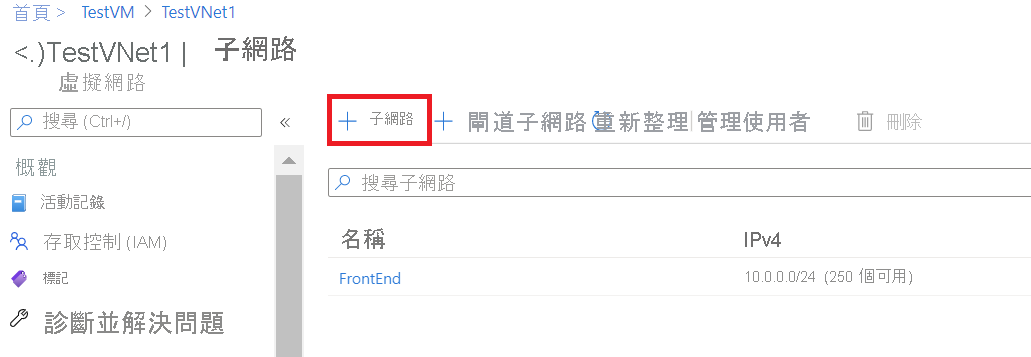 首頁 > TestVM > TestVNet1
<.)TestVNet1 | 子網路
虛擬網路
搜尋 (Ctrl+/) «
+ 子網路 + 閘道子網路 重新整理 | 管理使用者 刪除
概觀
搜尋子網路
活動記錄
存取控制 (IAM)
名稱 IPv4
標記
FrontEnd 10.0.0.0/24 (250 個可用)
診斷並解決問題